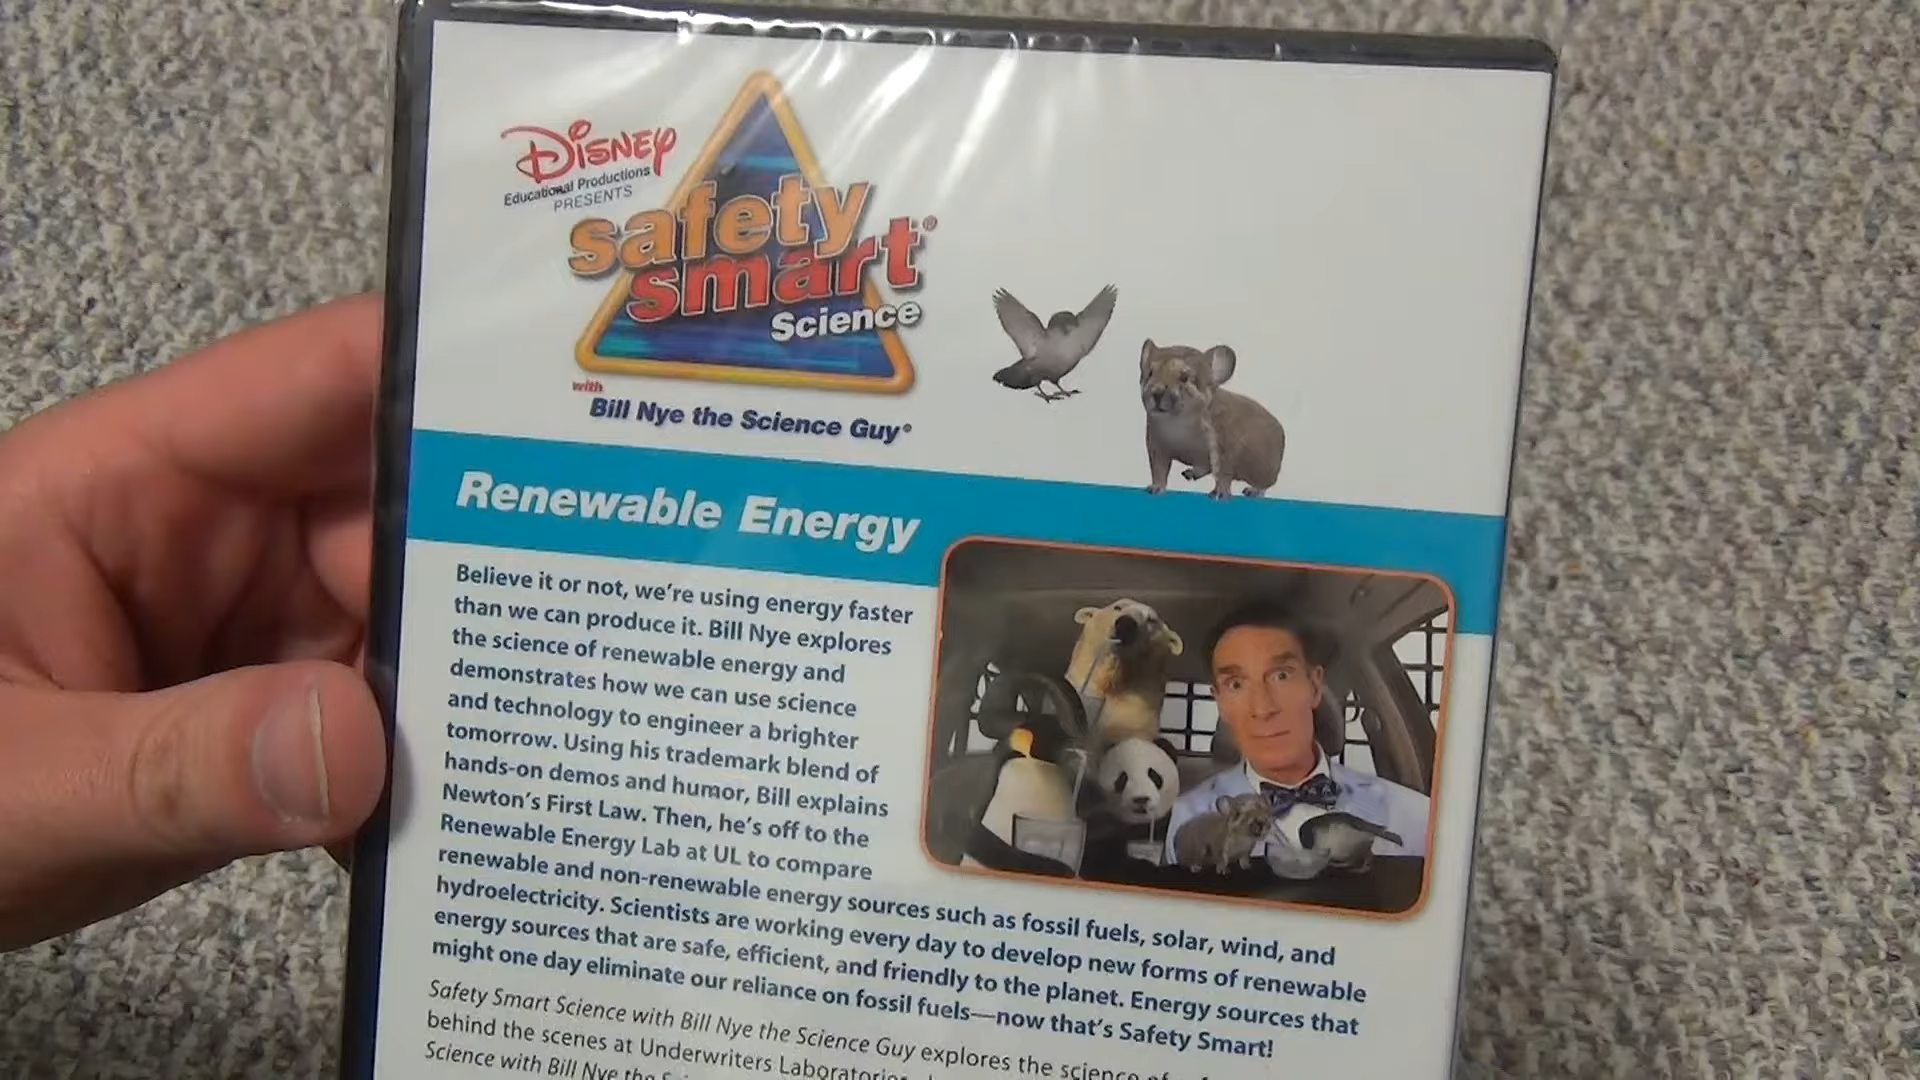 Disney
Educational Productions
PRESENTS
safety
smart®
Science
with
Bill Nye the Science Guy®
Renewable Energy
Believe it or not, we're using energy faster
than we can produce it. Bill Nye explores
the science of renewable energy and
demonstrates how we can use science
and technology to engineer a brighter
tomorrow. Using his trademark blend of
hands-on demos and humor, Bill explains
Newton's First Law. Then, he's off to the
Renewable Energy Lab at UL to compare
renewable and non-renewable energy sources such as fossil fuels, solar, wind, and
hydroelectricity. Scientists are working every day to develop new forms of renewable
energy sources that are safe, efficient, and friendly to the planet. Energy sources that
might one day eliminate our reliance on fossil fuels—now that's Safety Smart!
Safety Smart Science with Bill Nye the Science Guy explores the science of
behind the scenes at Underwriters Laboratories
Science with Bill Nye the